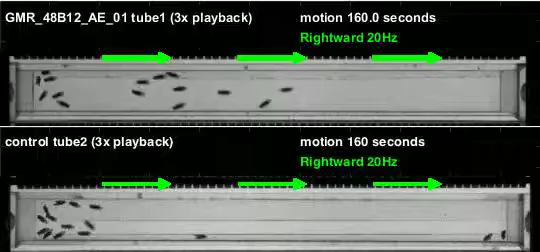 GMR_48B12_AE_01 tube1 (3x playback)
motion 160.0 seconds
Rightward 20Hz
control tube2 (3x playback)
motion 160 seconds
Rightward 20Hz